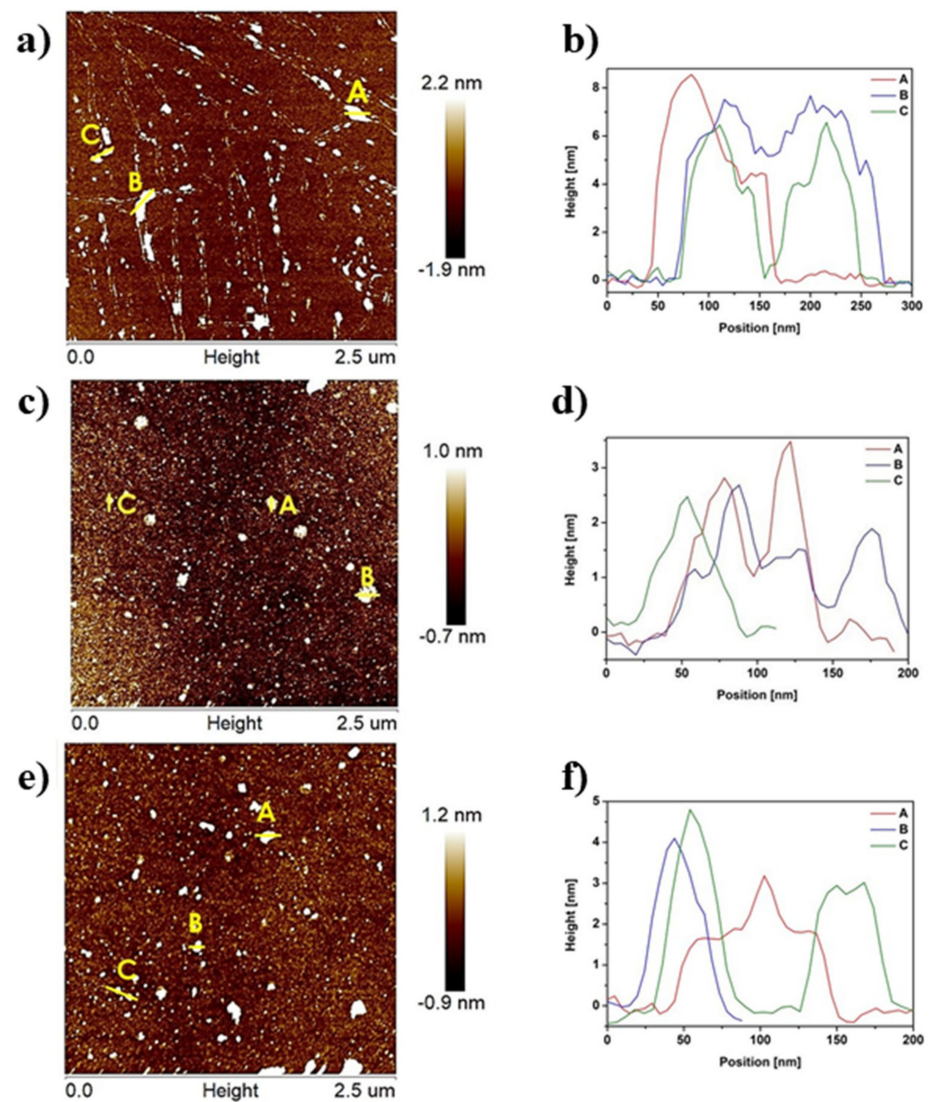 a)
A
C
B
2.2 nm
-1.9 nm
0.0 Height 2.5 um
b)
A
B
C
Height [nm]
8
6
4
2
0
0 50 100 150 200 250 300
Position [nm]
c)
C
A
B
1.0 nm
-0.7 nm
0.0 Height 2.5 um
d)
A
B
C
Height [nm]
3
2
1
0
0 50 100 150 200
Position [nm]
e)
A
B
C
1.2 nm
-0.9 nm
0.0 Height 2.5 um
f)
A
B
C
Height [nm]
5
4
3
2
1
0
0 50 100 150 200
Position [nm]